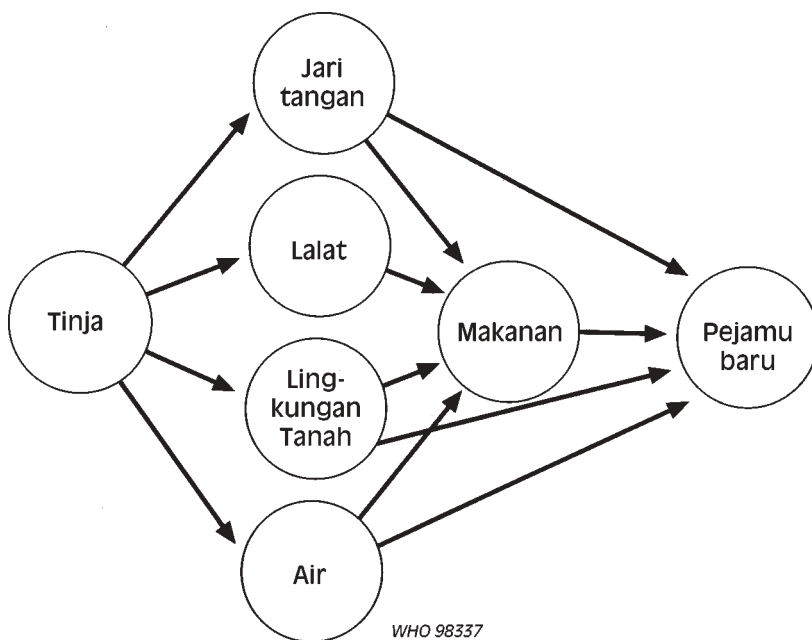 Jari
tangan
Lalat
Tinja
Makanan
Pejamu
baru
Ling-
kungan
Tanah
Air
WHO 98337